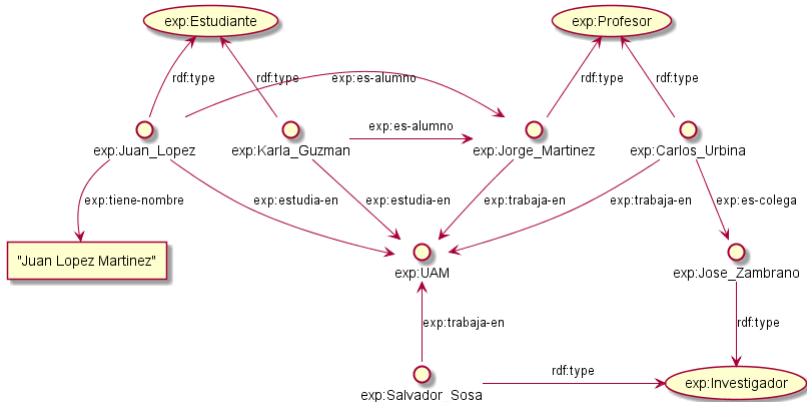 exp:Estudiante
exp:Profesor
rdf:type
rdf:type
exp:es-alumno
rdf:type
rdf:type
exp:es-alumno
exp:Juan_Lopez
exp:Karla_Guzman
exp:Jorge_Martinez
exp:Carlos_Urbina
exp:tiene-nombre
exp:estudia-en
exp:estudia-en
exp:trabaja-en
exp:trabaja-en
exp:es-colega
"Juan Lopez Martinez"
exp:UAM
exp:Jose_Zambrano
exp:trabaja-en
rdf:type
rdf:type
exp:Salvador_Sosa
exp:Investigador